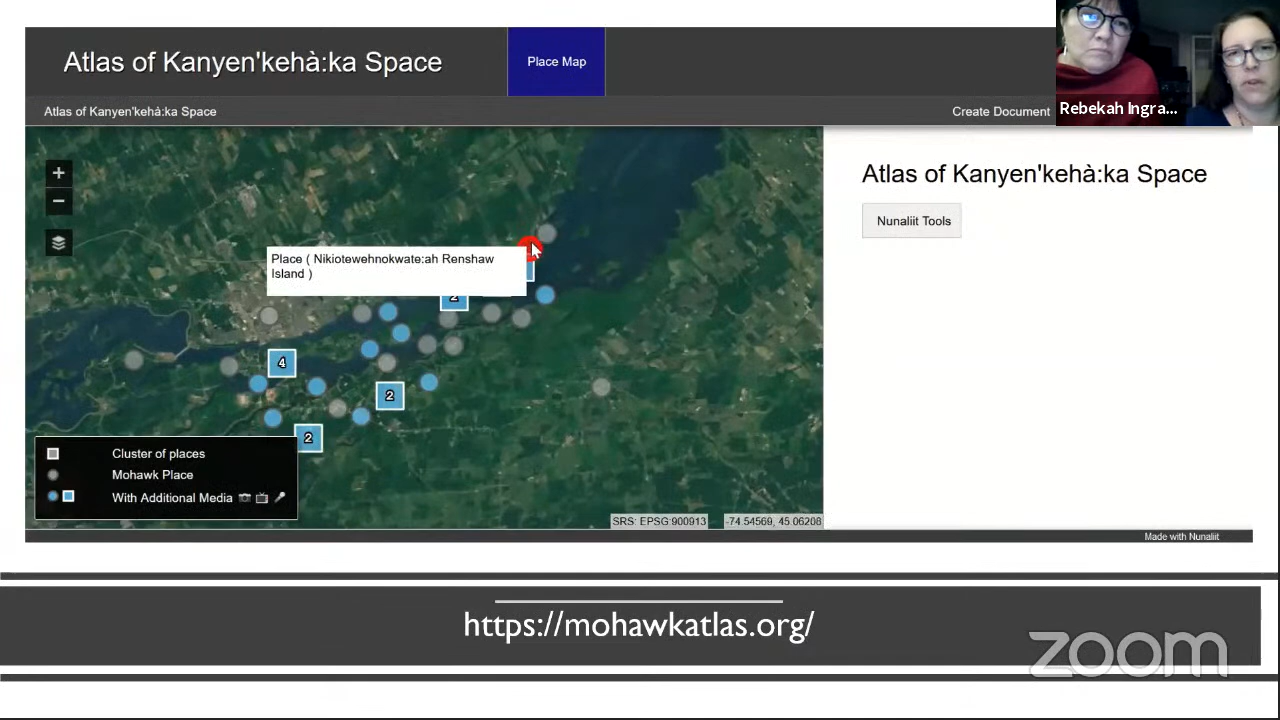 Atlas of Kanyen'kehà:ka Space
Place Map
Rebekah Ingra...
Atlas of Kanyen'kehà:ka Space
Create Document
+
−
Atlas of Kanyen'kehà:ka Space
Nunaliit Tools
Place ( Nikiotewehnokwate:ah Renshaw
Island )
2
4
2
2
Cluster of places
Mohawk Place
With Additional Media
SRS: EPSG:900913
-74.54569, 45.06208
Made with Nunaliit
https://mohawkatlas.org/
zoom